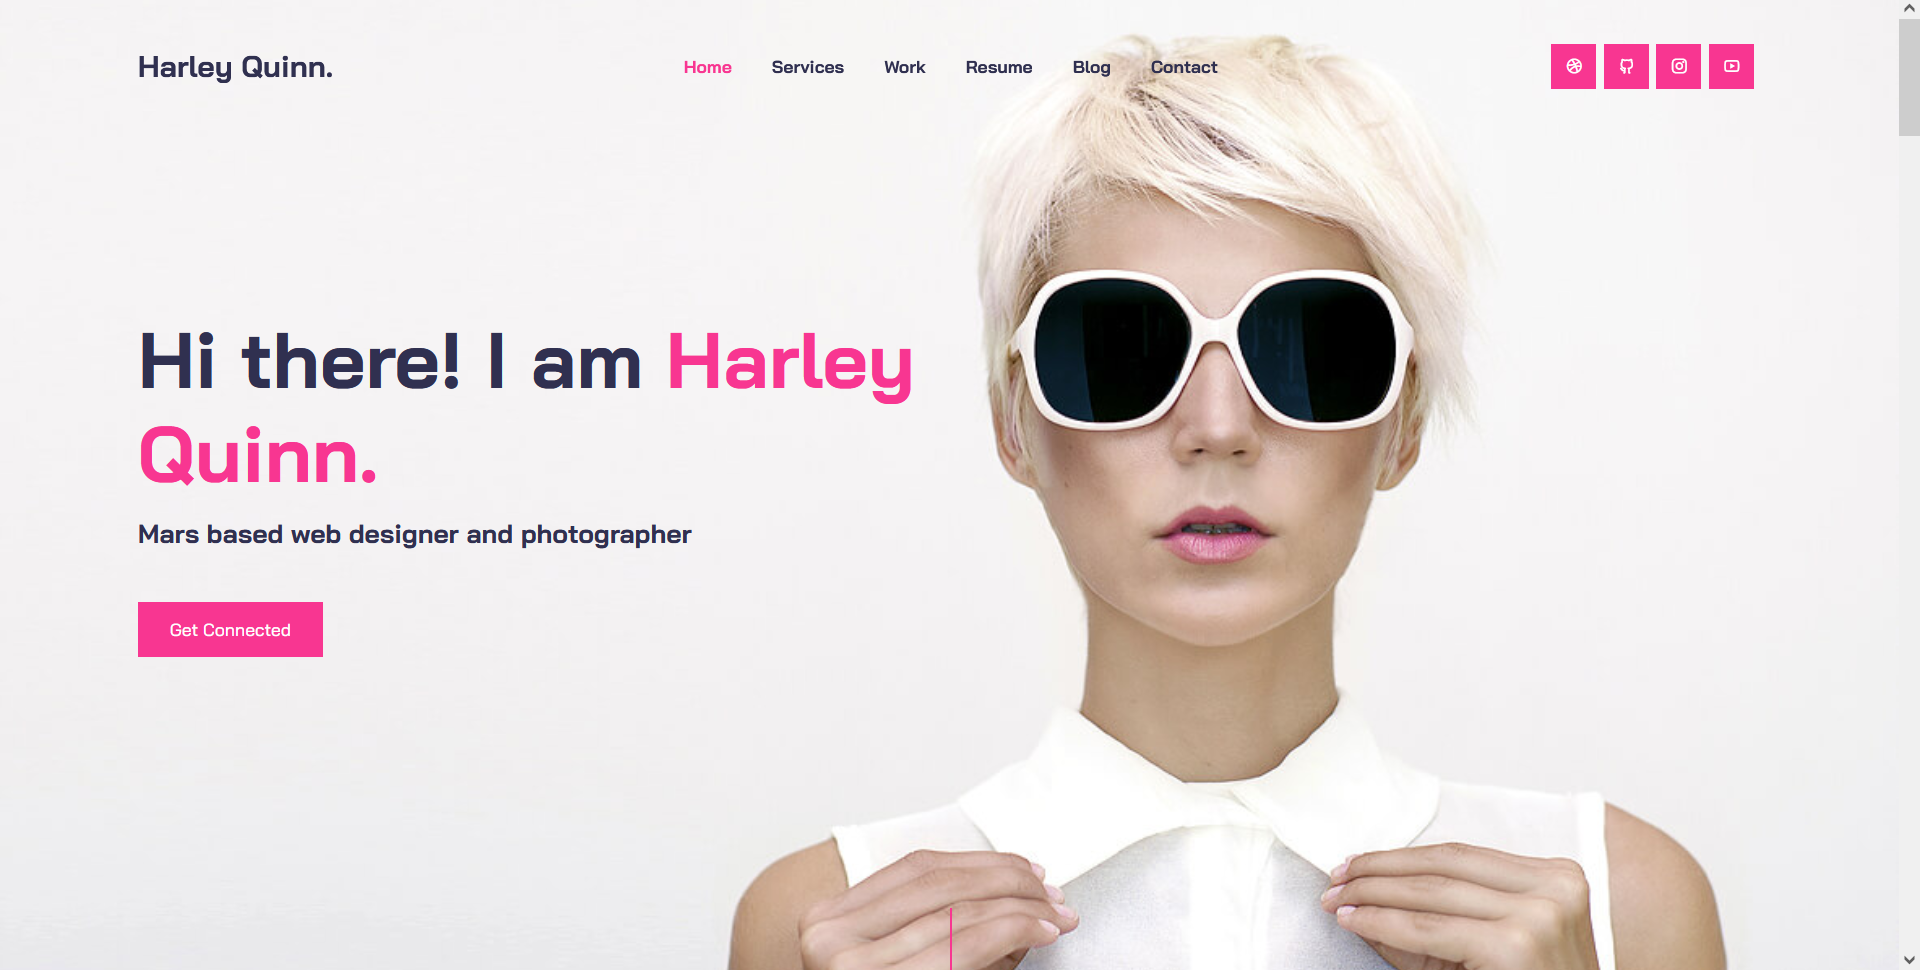 Harley Quinn.
Home Services Work Resume Blog Contact
Hi there! I am Harley
Quinn.
Mars based web designer and photographer
Get Connected